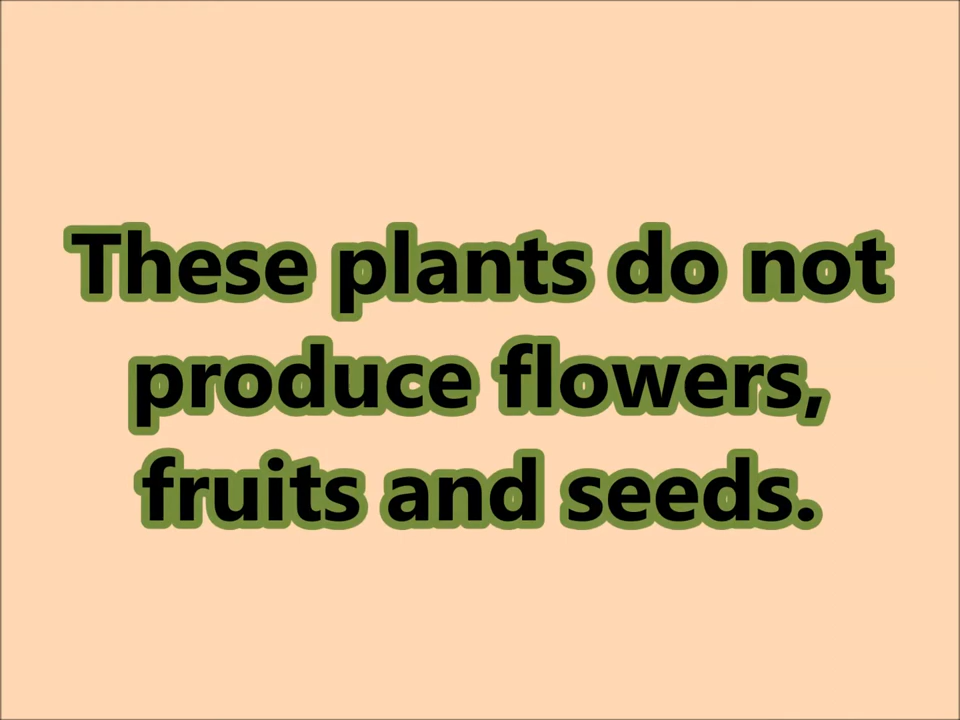 These plants do not
produce flowers,
fruits and seeds.